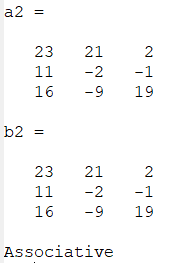 a2 =
23 21 2
11 -2 -1
16 -9 19
b2 =
23 21 2
11 -2 -1
16 -9 19
Associative